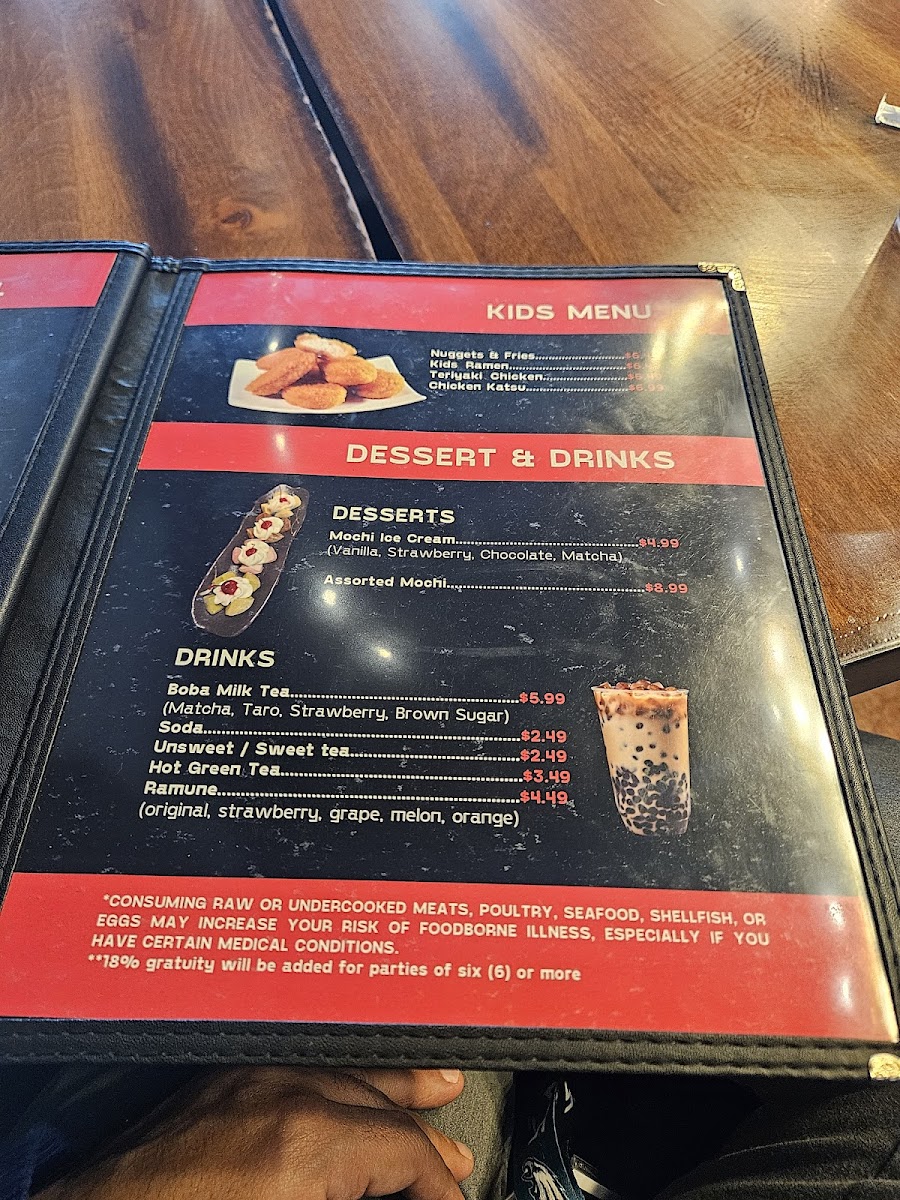 KIDS MENU
Nuggets & Fries
Kids Ramen
Teriyaki Chicken
Chicken Katsu
DESSERT & DRINKS
DESSERTS
Mochi Ice Cream........................................$4.99
(Vanilla, Strawberry, Chocolate, Matcha)
Assorted Mochi.............................................$8.99
DRINKS
Boba Milk Tea.............................................$5.99
(Matcha, Taro, Strawberry, Brown Sugar)
Soda..............................................................$2.49
Unsweet / Sweet tea.................................$2.49
Hot Green Tea..............................................$3.49
Ramune..........................................................$4.49
(original, strawberry, grape, melon, orange)
*CONSUMING RAW OR UNDERCOOKED MEATS, POULTRY, SEAFOOD, SHELLFISH, OR
EGGS MAY INCREASE YOUR RISK OF FOODBORNE ILLNESS, ESPECIALLY IF YOU
HAVE CERTAIN MEDICAL CONDITIONS.
**18% gratuity will be added for parties of six (6) or more